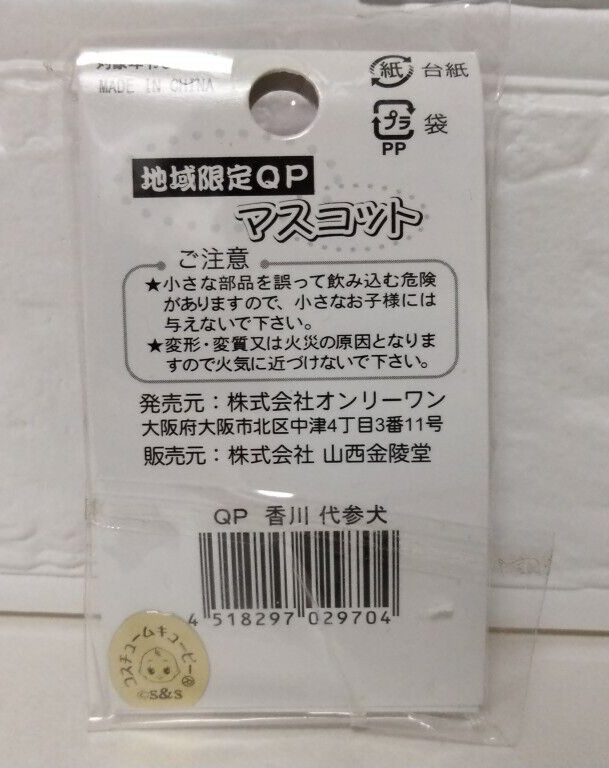 MADE IN CHINA
紙 台紙
プラ 袋
PP
地域限定QP
マスコット
ご注意
★小さな部品を誤って飲み込む危険
がありますので、小さなお子様には
与えないで下さい。
★変形・変質又は火災の原因となりま
すので火気に近づけないで下さい。
発売元：株式会社オンリーワン
大阪府大阪市北区中津4丁目3番11号
販売元：株式会社 山西金陵堂
QP 香川 代参犬
4 518297 029704
コスチュームキューピー
©S&S